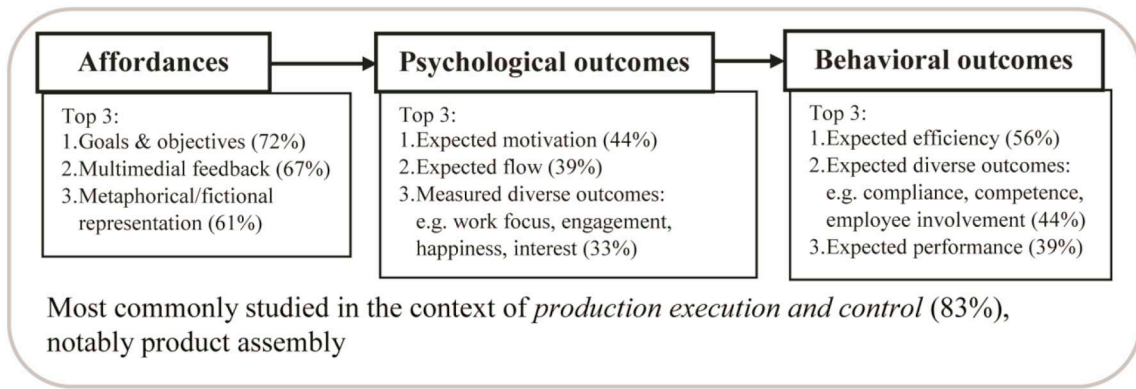 Affordances
Top 3:
1.Goals & objectives (72%)
2.Multimedial feedback (67%)
3.Metaphorical/fictional
representation (61%)
Psychological outcomes
Top 3:
1.Expected motivation (44%)
2.Expected flow (39%)
3.Measured diverse outcomes:
e.g. work focus, engagement,
happiness, interest (33%)
Behavioral outcomes
Top 3:
1.Expected efficiency (56%)
2.Expected diverse outcomes:
e.g. compliance, competence,
employee involvement (44%)
3.Expected performance (39%)
Most commonly studied in the context of production execution and control (83%),
notably product assembly